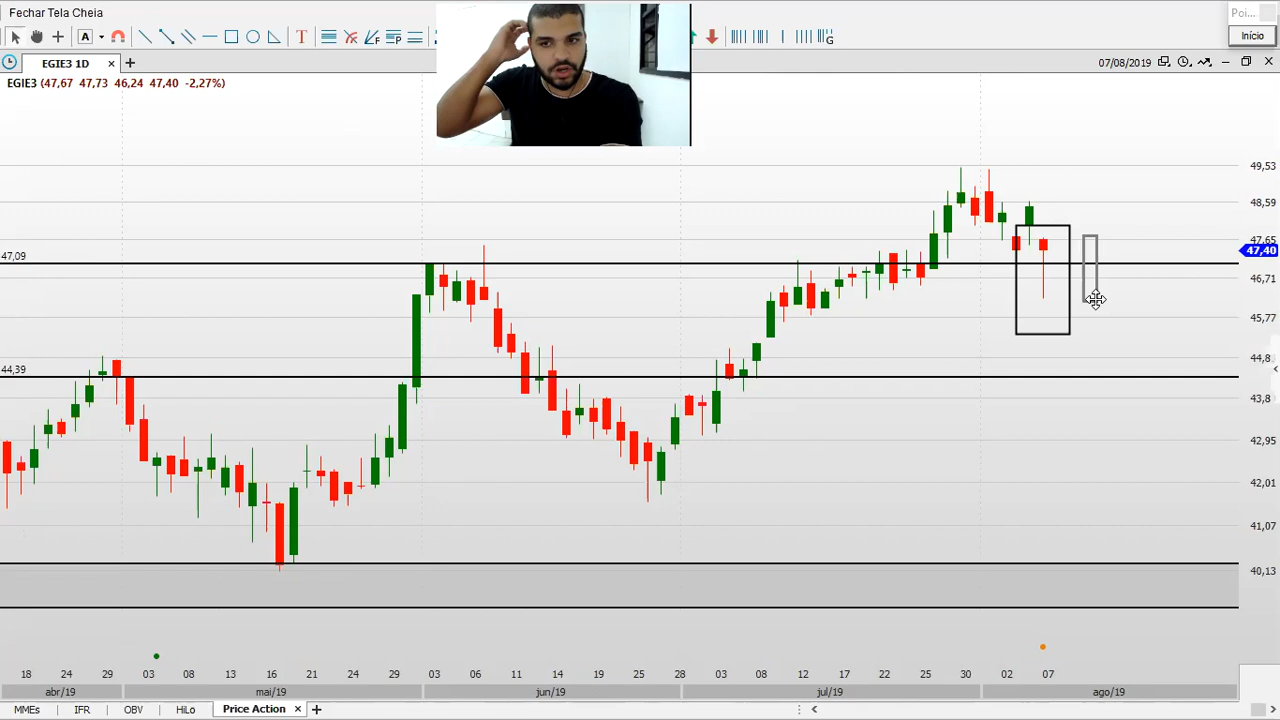 Fechar Tela Cheia
Poi...
Início
A
T
F
P
G
EGIE3 1D
07/08/2019
EGIE3 (47,67 47,73 46,24 47,40 -2,27%)
49,53
48,59
47,65
47,40
47,09
46,71
45,77
44,8
44,39
43,8
42,95
42,01
41,07
40,13
18 24 29 03 08 13 16 21 24 29 03 06 11 14 19 25 28 03 08 12 17 22 25 30 02 07
abr/19 mai/19 jun/19 jul/19 ago/19
MMEs IFR OBV HiLo Price Action